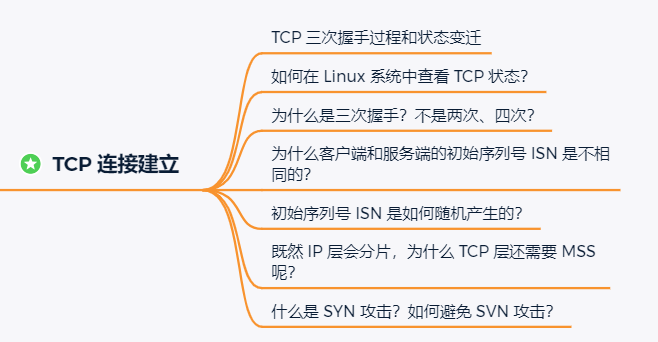 TCP 三次握手过程和状态变迁
如何在 Linux 系统中查看 TCP 状态？
为什么是三次握手？不是两次、四次？
TCP 连接建立
为什么客户端和服务端的初始序列号 ISN 是不相
同的？
初始序列号 ISN 是如何随机产生的？
既然 IP 层会分片，为什么 TCP 层还需要 MSS
呢？
什么是 SYN 攻击？如何避免 SVN 攻击？